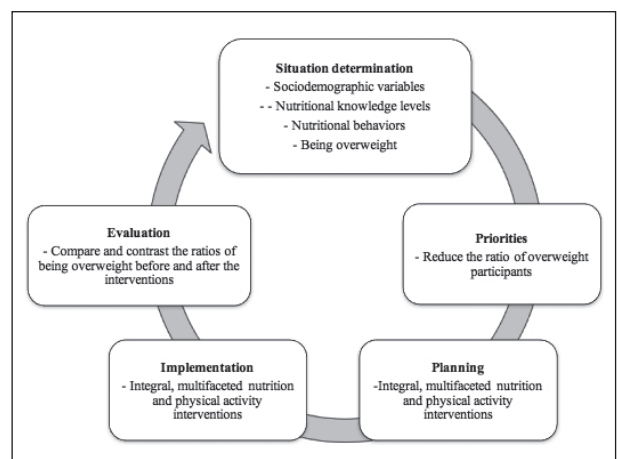 Situation determination
- Sociodemographic variables
- - Nutritional knowledge levels
- Nutritional behaviors
- Being overweight
Priorities
- Reduce the ratio of overweight
participants
Planning
-Integral, multifaceted nutrition
and physical activity
interventions
Implementation
- Integral, multifaceted nutrition
and physical activity
interventions
Evaluation
- Compare and contrast the ratios of
being overweight before and after the
interventions